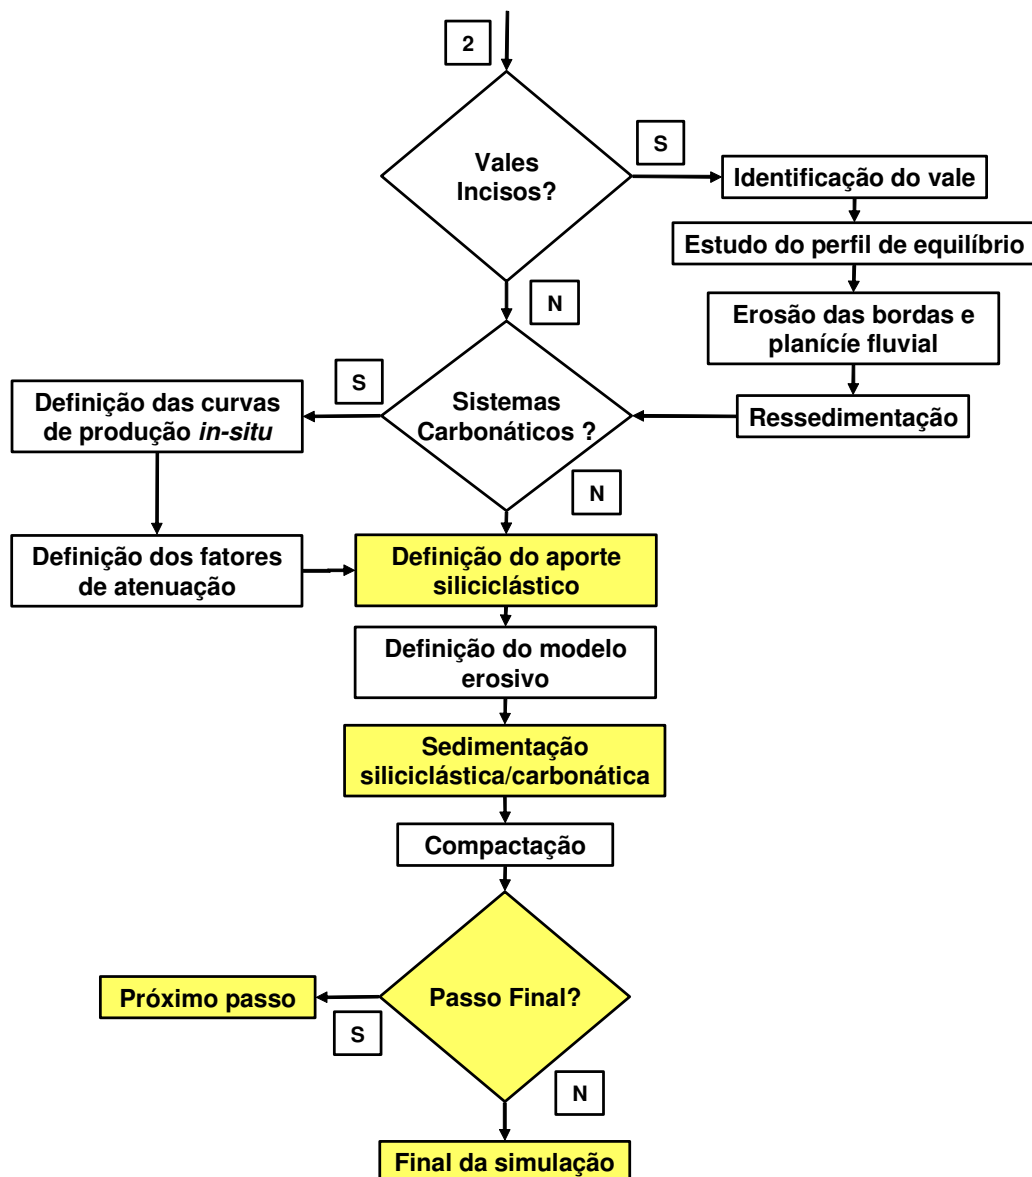 2
Vales
Incisos?
S
Identificação do vale
Estudo do perfil de equilíbrio
Erosão das bordas e
planície fluvial
Ressedimentação
N
Sistemas
Carbonáticos ?
S
Definição das curvas
de produção in-situ
Definição dos fatores
de atenuação
N
Definição do aporte
siliciclástico
Definição do modelo
erosivo
Sedimentação
siliciclástica/carbonática
Compactação
Passo Final?
Próximo passo
S
N
Final da simulação